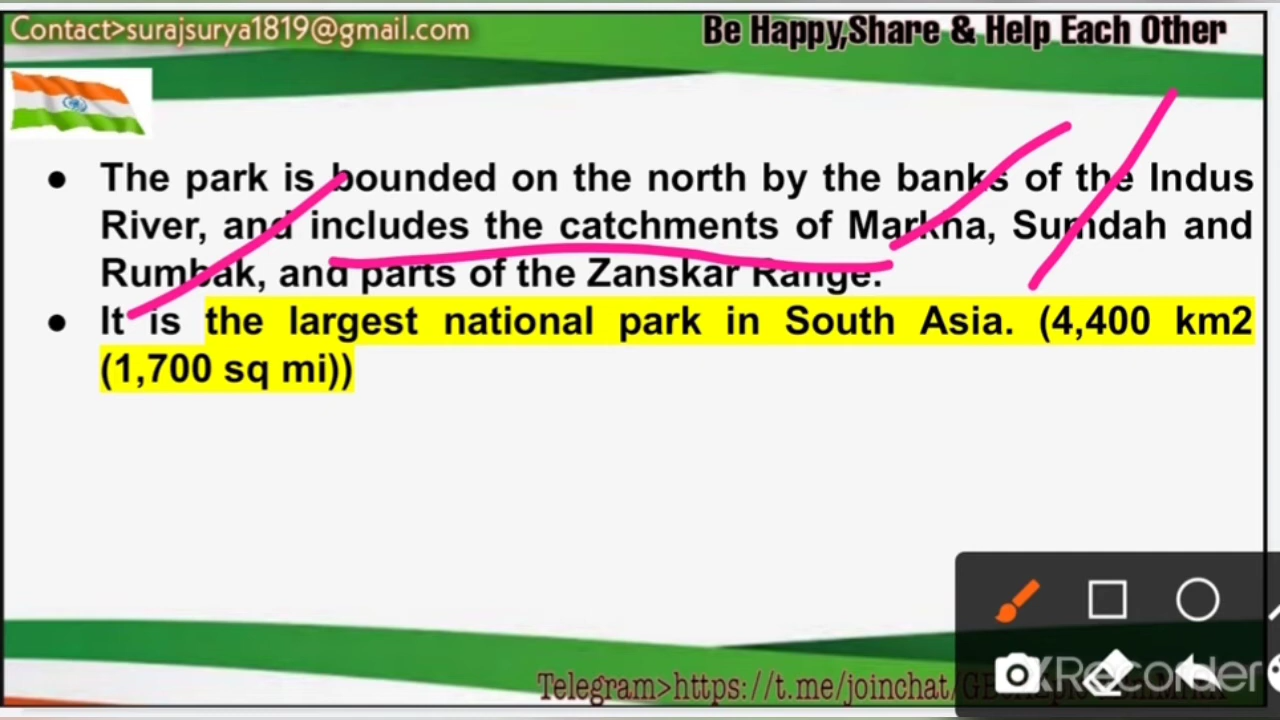 Contact>surajsurya1819@gmail.com
Be Happy,Share & Help Each Other
● The park is bounded on the north by the banks of the Indus
River, and includes the catchments of Markha, Sumdah and
Rumbak, and parts of the Zanskar Range.
● It is the largest national park in South Asia. (4,400 km2
(1,700 sq mi))
Telegram>https://t.me/joinchat/
XRecorder